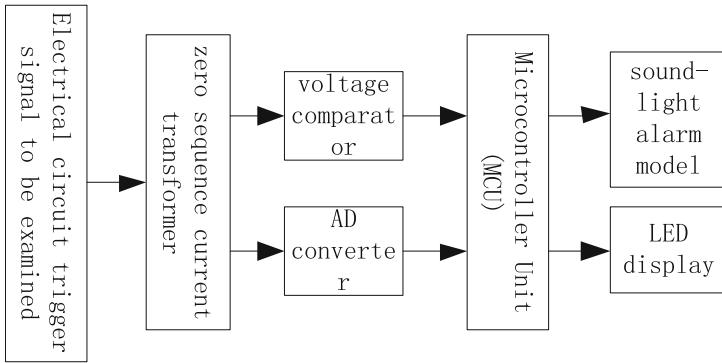 Electrical circuit trigger
signal to be examined
zero sequence current
transformer
voltage
comparat
or
AD
converte
r
Microcontroller Unit
(MCU)
sound-
light
alarm
model
LED
display